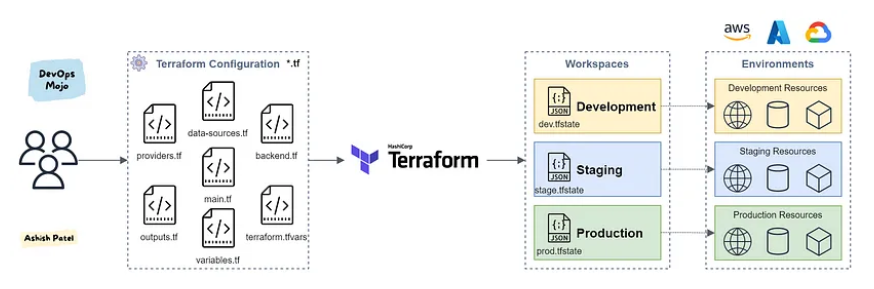 DevOps
Mojo
Ashish Patel
Terraform Configuration *.tf
providers.tf
data-sources.tf
backend.tf
main.tf
outputs.tf
variables.tf
terraform.tfvars
HashiCorp
Terraform
aws
Workspaces
{;}
JSON
Development
dev.tfstate
{;}
JSON
Staging
stage.tfstate
{;}
JSON
Production
prod.tfstate
Environments
Development Resources
Staging Resources
Production Resources